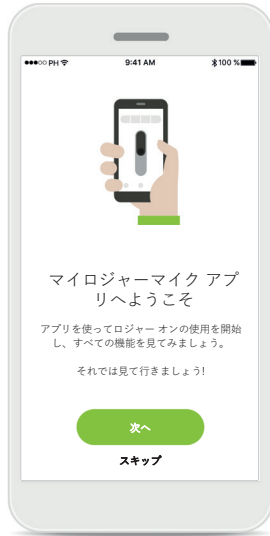 ●●●○○ PH 9:41 AM 100 %
マイロジャーマイク アプ
リへようこそ
アプリを使ってロジャー オンの使用を開始
し、すべての機能を見てみましょう。
それでは見て行きましょう!
次へ
スキップ